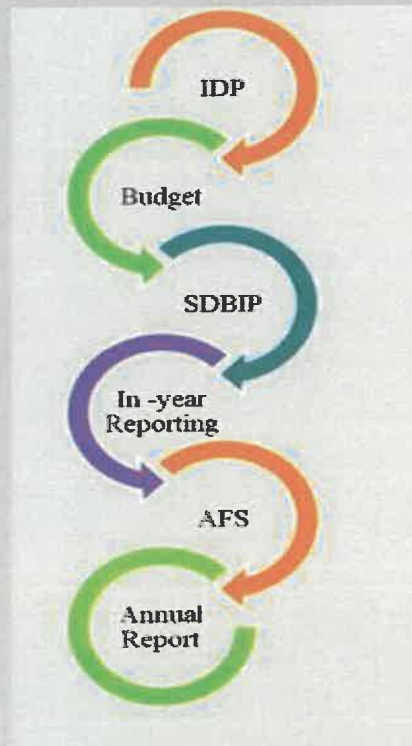 IDP
Budget
SDBIP
In -year
Reporting
AFS
Annual
Report